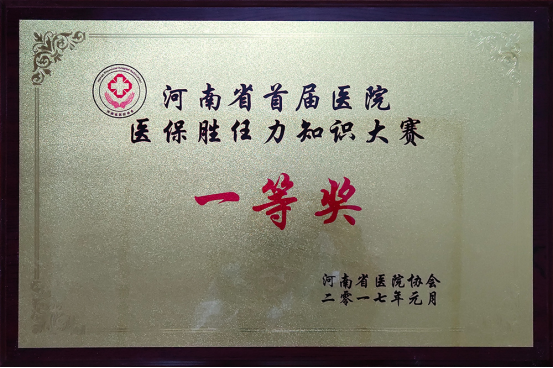 河南省首届医院
医保胜任力知识大赛
一等奖
河南省医院协会
二零一七年元月